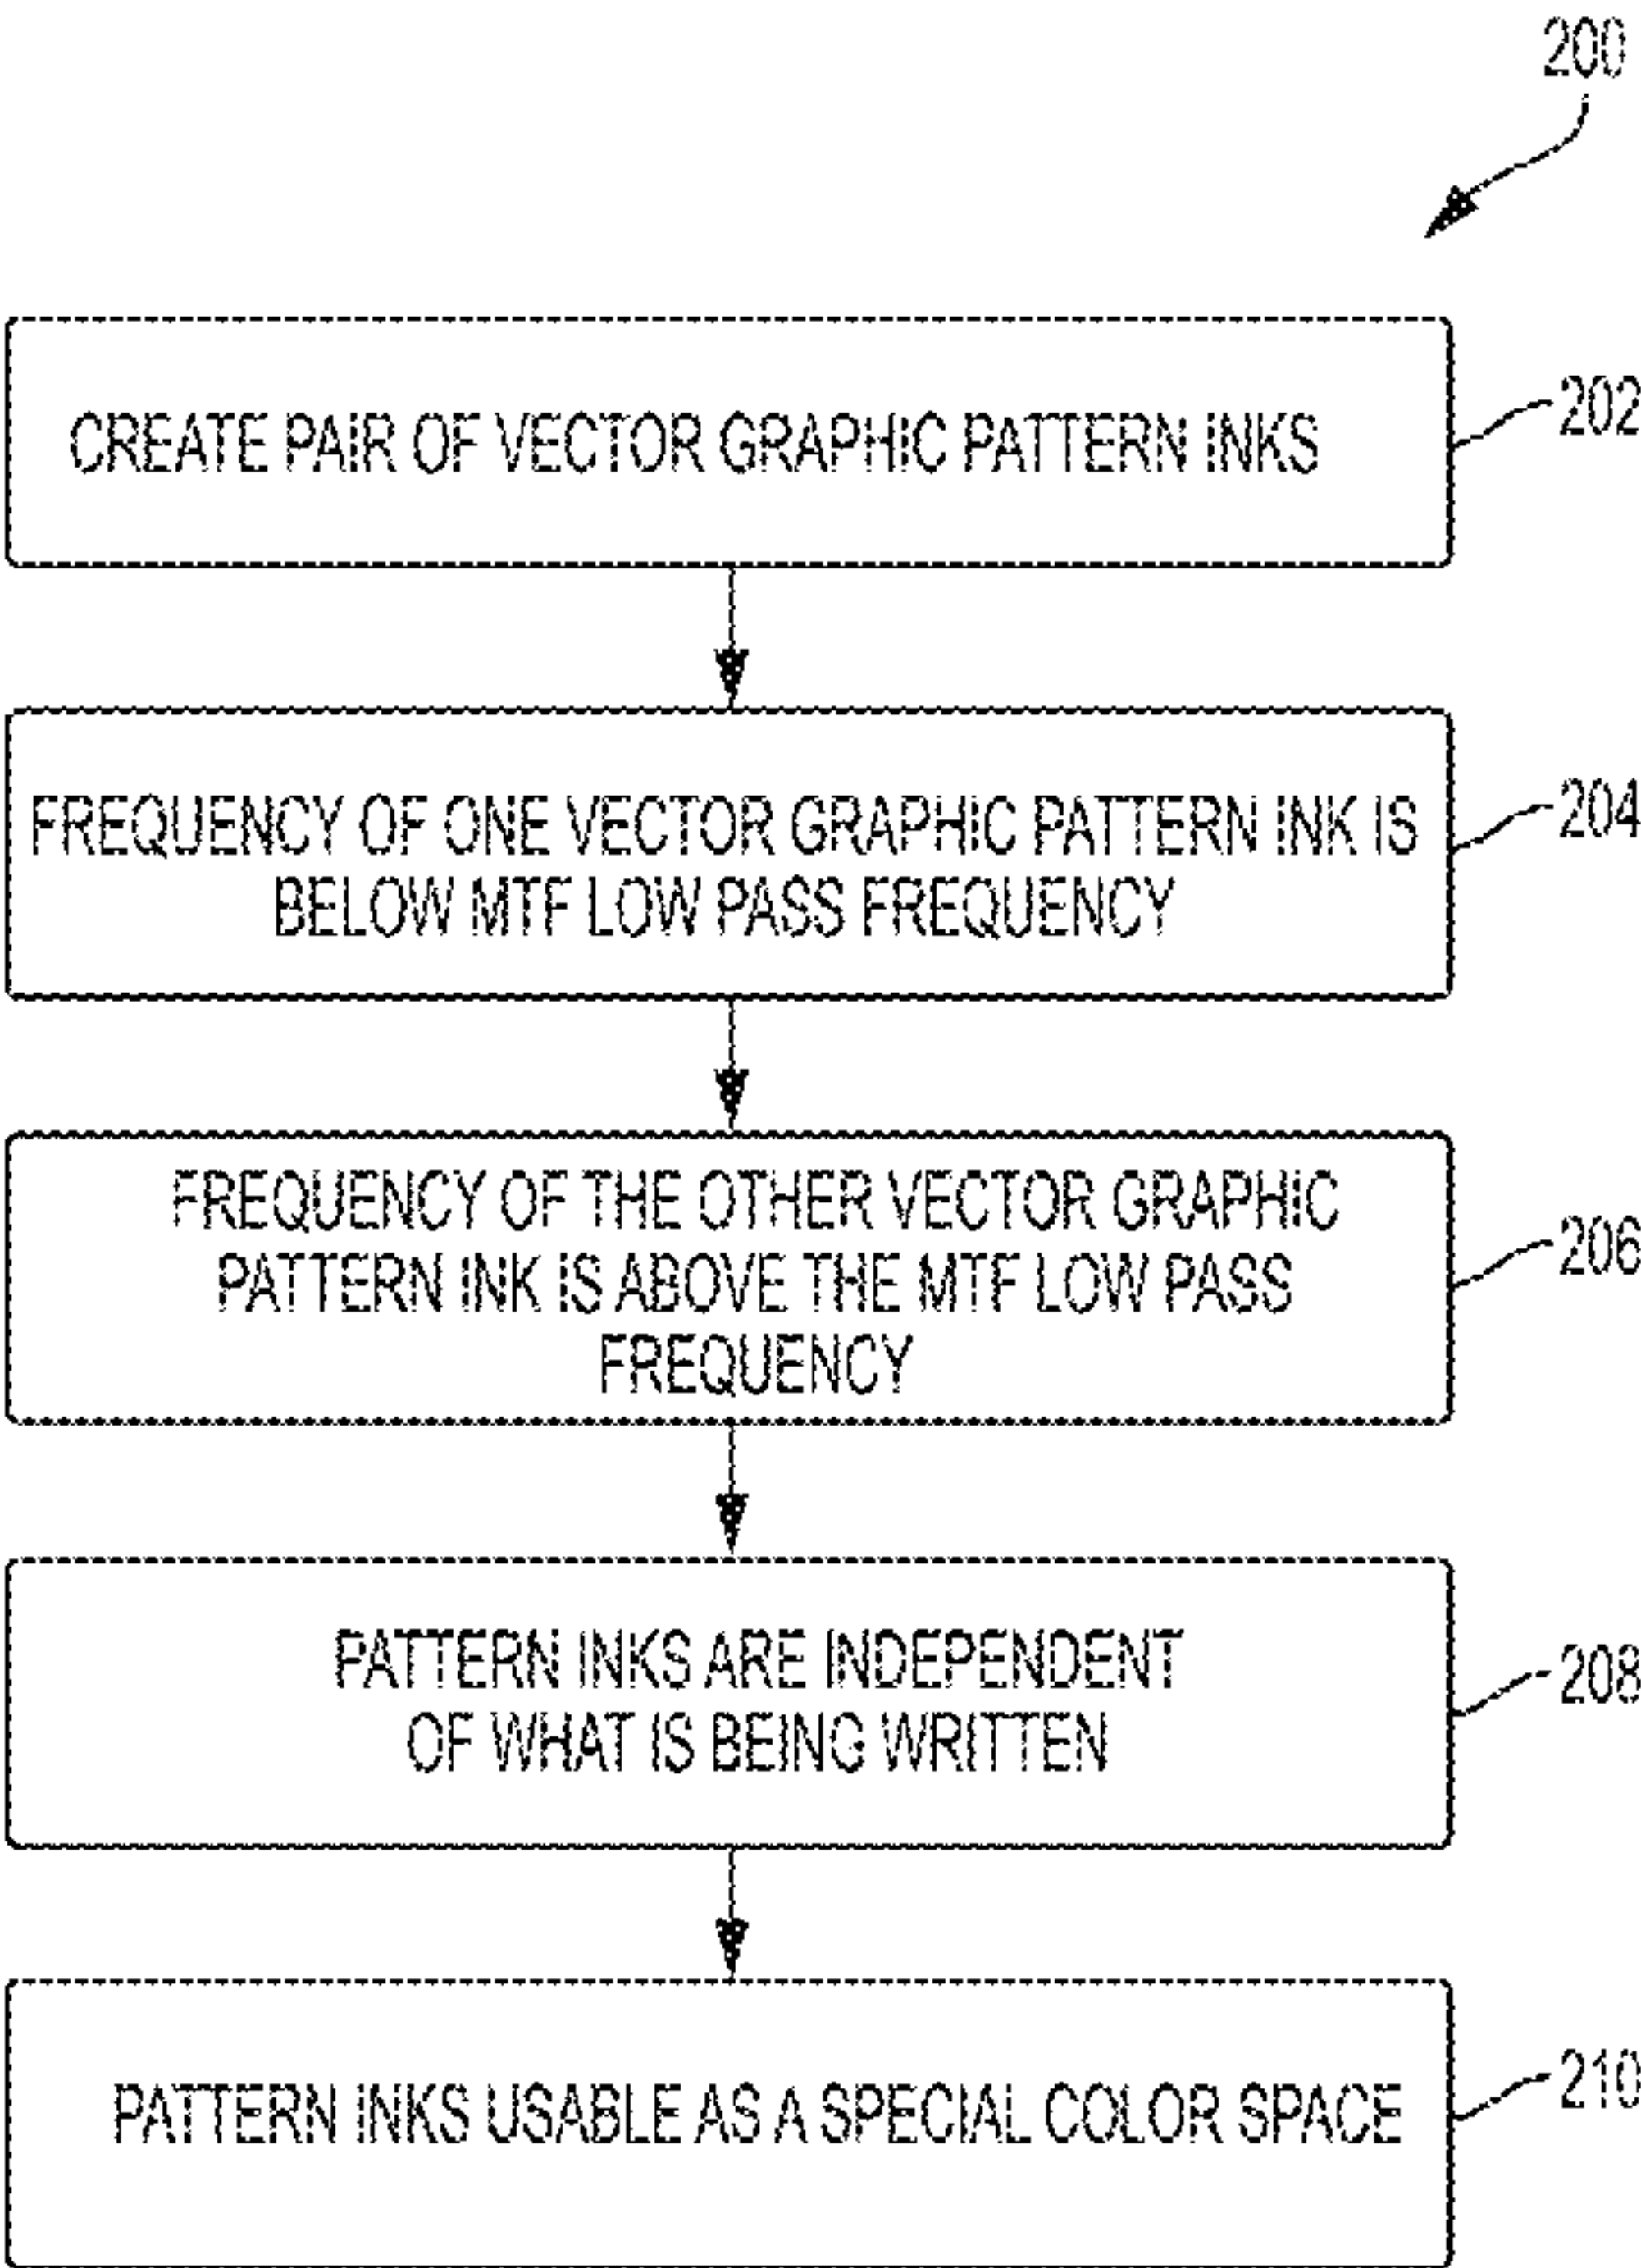 200
CREATE PAIR OF VECTOR GRAPHIC PATTERN INKS
202
FREQUENCY OF ONE VECTOR GRAPHIC PATTERN INK IS
BELOW MTF LOW PASS FREQUENCY
204
FREQUENCY OF THE OTHER VECTOR GRAPHIC
PATTERN INK IS ABOVE THE MTF LOW PASS
FREQUENCY
206
PATTERN INKS ARE INDEPENDENT
OF WHAT IS BEING WRITTEN
208
PATTERN INKS USABLE AS A SPECIAL COLOR SPACE
210